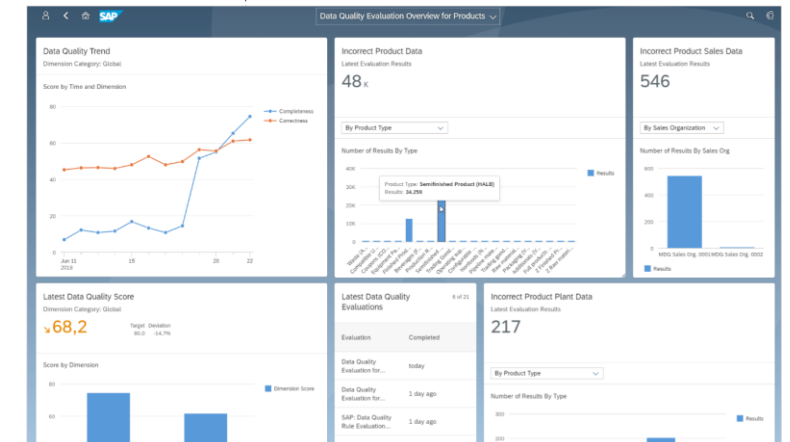 SAP
Data Quality Evaluation Overview for Products
Data Quality Trend
Dimension Category: Global
Score by Time and Dimension
80
60
40
20
0
Jun 11
2019
19
20
22
Completeness
Correctness
Incorrect Product Data
Latest Evaluation Results
48 K
By Product Type
Number of Results By Type
40K
30K
20K
10K
0
Product Type: Semifinished Product [HALB]
Results: 24.259
Results
Incorrect Product Sales Data
Latest Evaluation Results
546
By Sales Organization
Number of Results By Sales Org
600
400
200
0
MDG Sales Org. 0001
MDG Sales Org. 0002
Results
Latest Data Quality Score
Dimension Category: Global
68,2
Target
Deviation
80.0
-14.7%
Score by Dimension
80
60
Dimension Score
Latest Data Quality
Evaluations
6 of 21
Evaluation
Completed
Data Quality
Evaluation for...
today
Data Quality
Evaluation for...
1 day ago
SAP: Data Quality
Rule Evaluation...
1 day ago
Incorrect Product Plant Data
Latest Evaluation Results
217
By Product Type
Number of Results By Type
300
200
Results